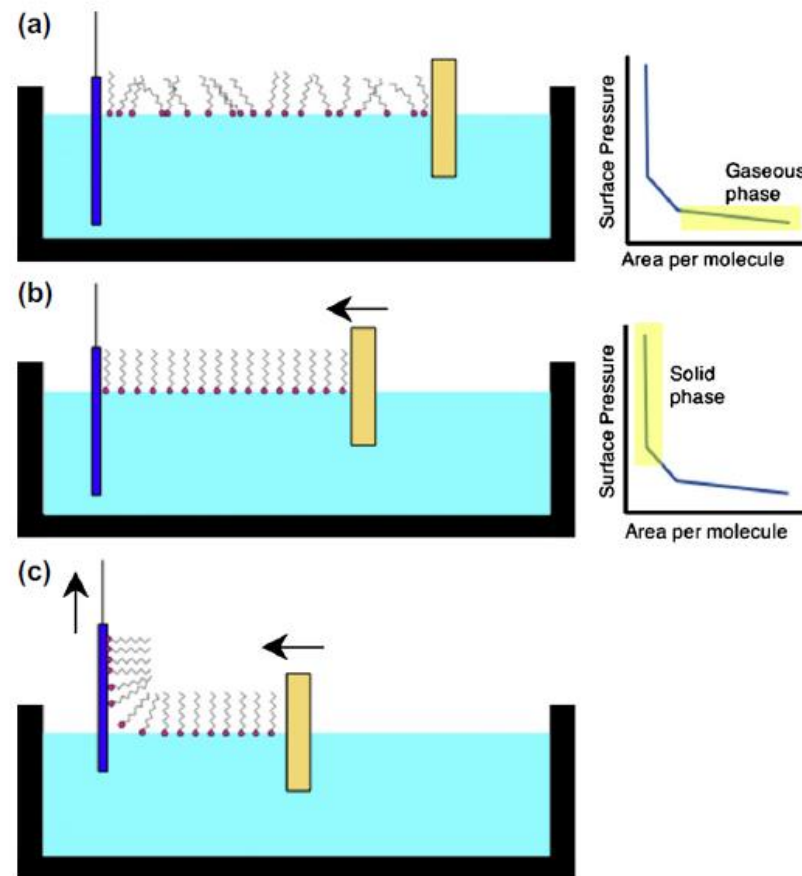 (a)
Surface Pressure
Gaseous
phase
Area per molecule
(b)
Surface Pressure
Solid
phase
Area per molecule
(c)